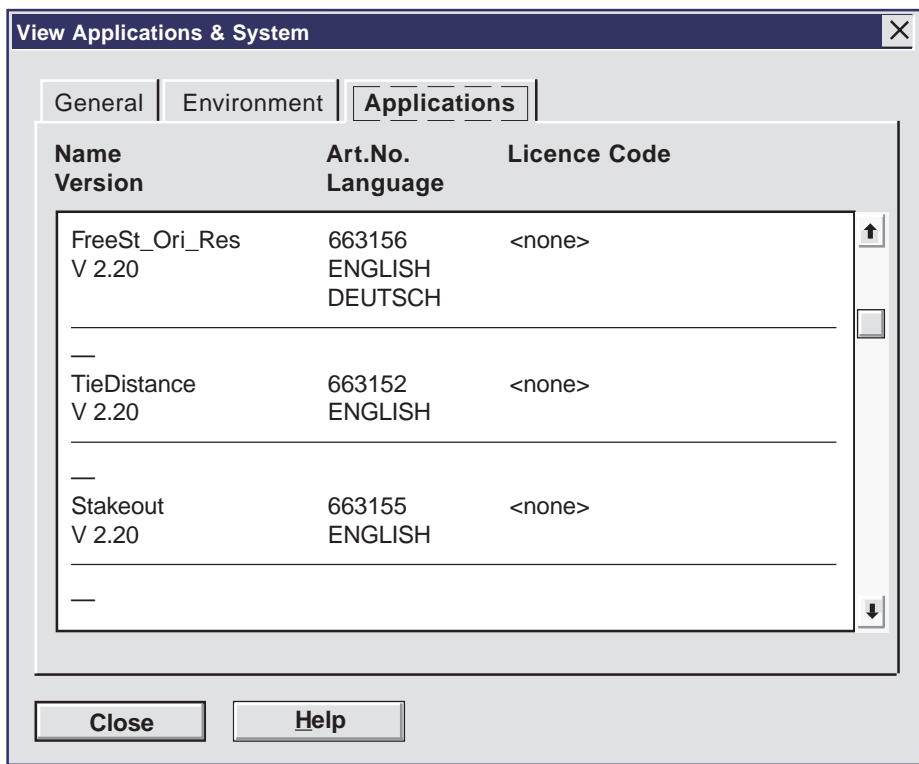 View Applications & System
General Environment Applications
Name Art.No. Licence Code
Version Language
FreeSt_Ori_Res 663156 <none>
V 2.20 ENGLISH
DEUTSCH
TieDistance 663152 <none>
V 2.20 ENGLISH
Stakeout 663155 <none>
V 2.20 ENGLISH
Close Help